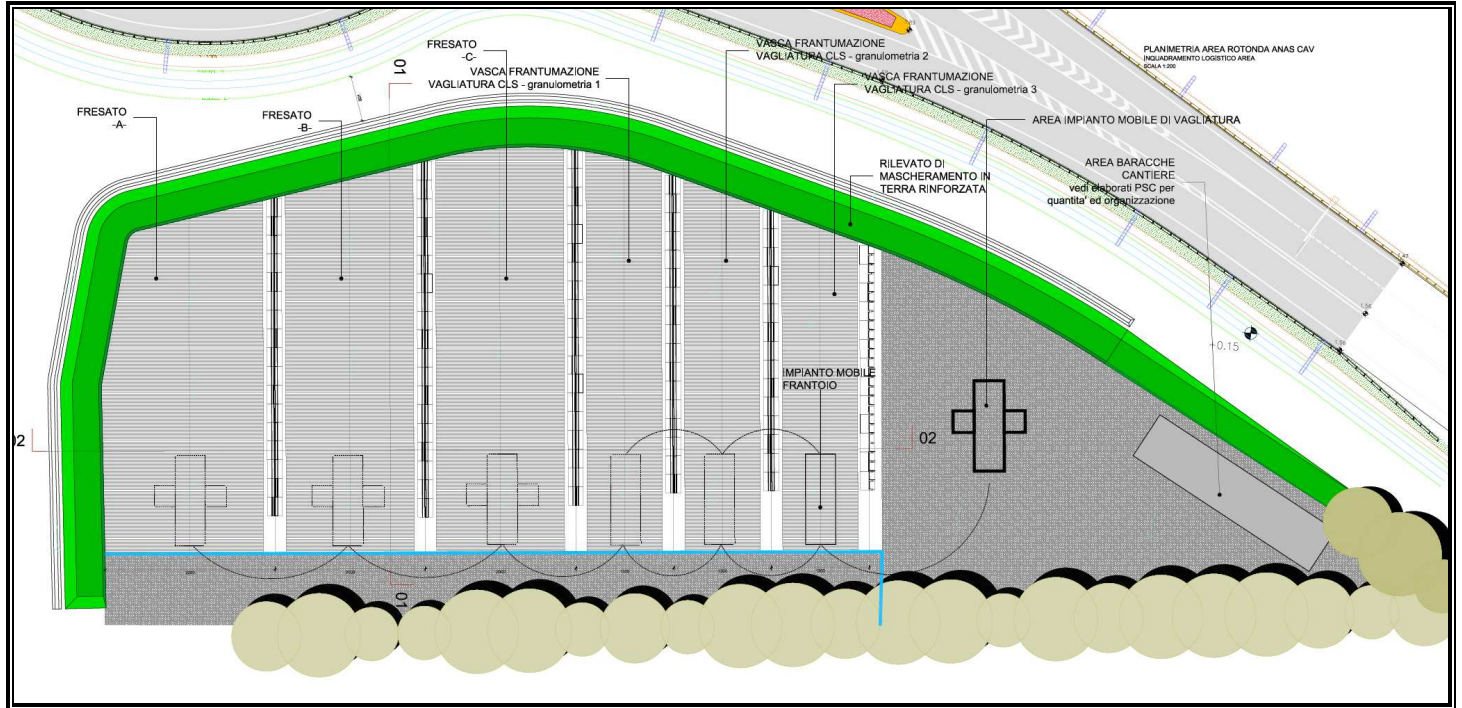 PLANIMETRIA AREA ROTONDA ANAS CAV
INQUADRAMENTO LOGISTICO AREA
SCALA 1:200
FRESATO
-A-
FRESATO
-B-
FRESATO
-C-
01
VASCA FRANTUMAZIONE
VAGLIATURA CLS - granulometria 1
VASCA FRANTUMAZIONE
VAGLIATURA CLS - granulometria 2
VASCA FRANTUMAZIONE
VAGLIATURA CLS - granulometria 3
AREA IMPIANTO MOBILE DI VAGLIATURA
RILEVATO DI
MASCHERAMENTO IN
TERRA RINFORZATA
AREA BARACCHE
CANTIERE
vedi elaborati PSC per
quantita' ed organizzazione
+0.15
IMPIANTO MOBILE
FRANTOIO
02
02
01